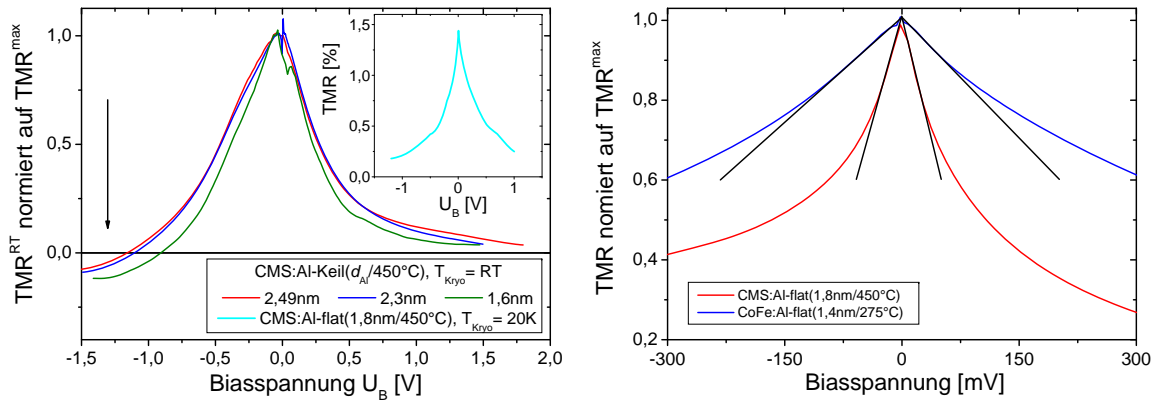 TMR^RT normiert auf TMR^max
1,0
0,5
0,0
-1,5 -1,0 -0,5 0,0 0,5 1,0 1,5 2,0
Biasspannung U_B [V]
TMR [%]
1,5
1,0
0,5
0,0
-1 0 1
U_B [V]
CMS:Al-Keil(d_Al/450°C), T_Kryo= RT
2,49nm 2,3nm 1,6nm
CMS:Al-flat(1,8nm/450°C), T_Kryo= 20K
TMR nomiert auf TMR^max
1,0
0,8
0,6
0,4
0,2
-300 -150 0 150 300
Biasspannung [mV]
CMS:Al-flat(1,8nm/450°C)
CoFe:Al-flat(1,4nm/275°C)